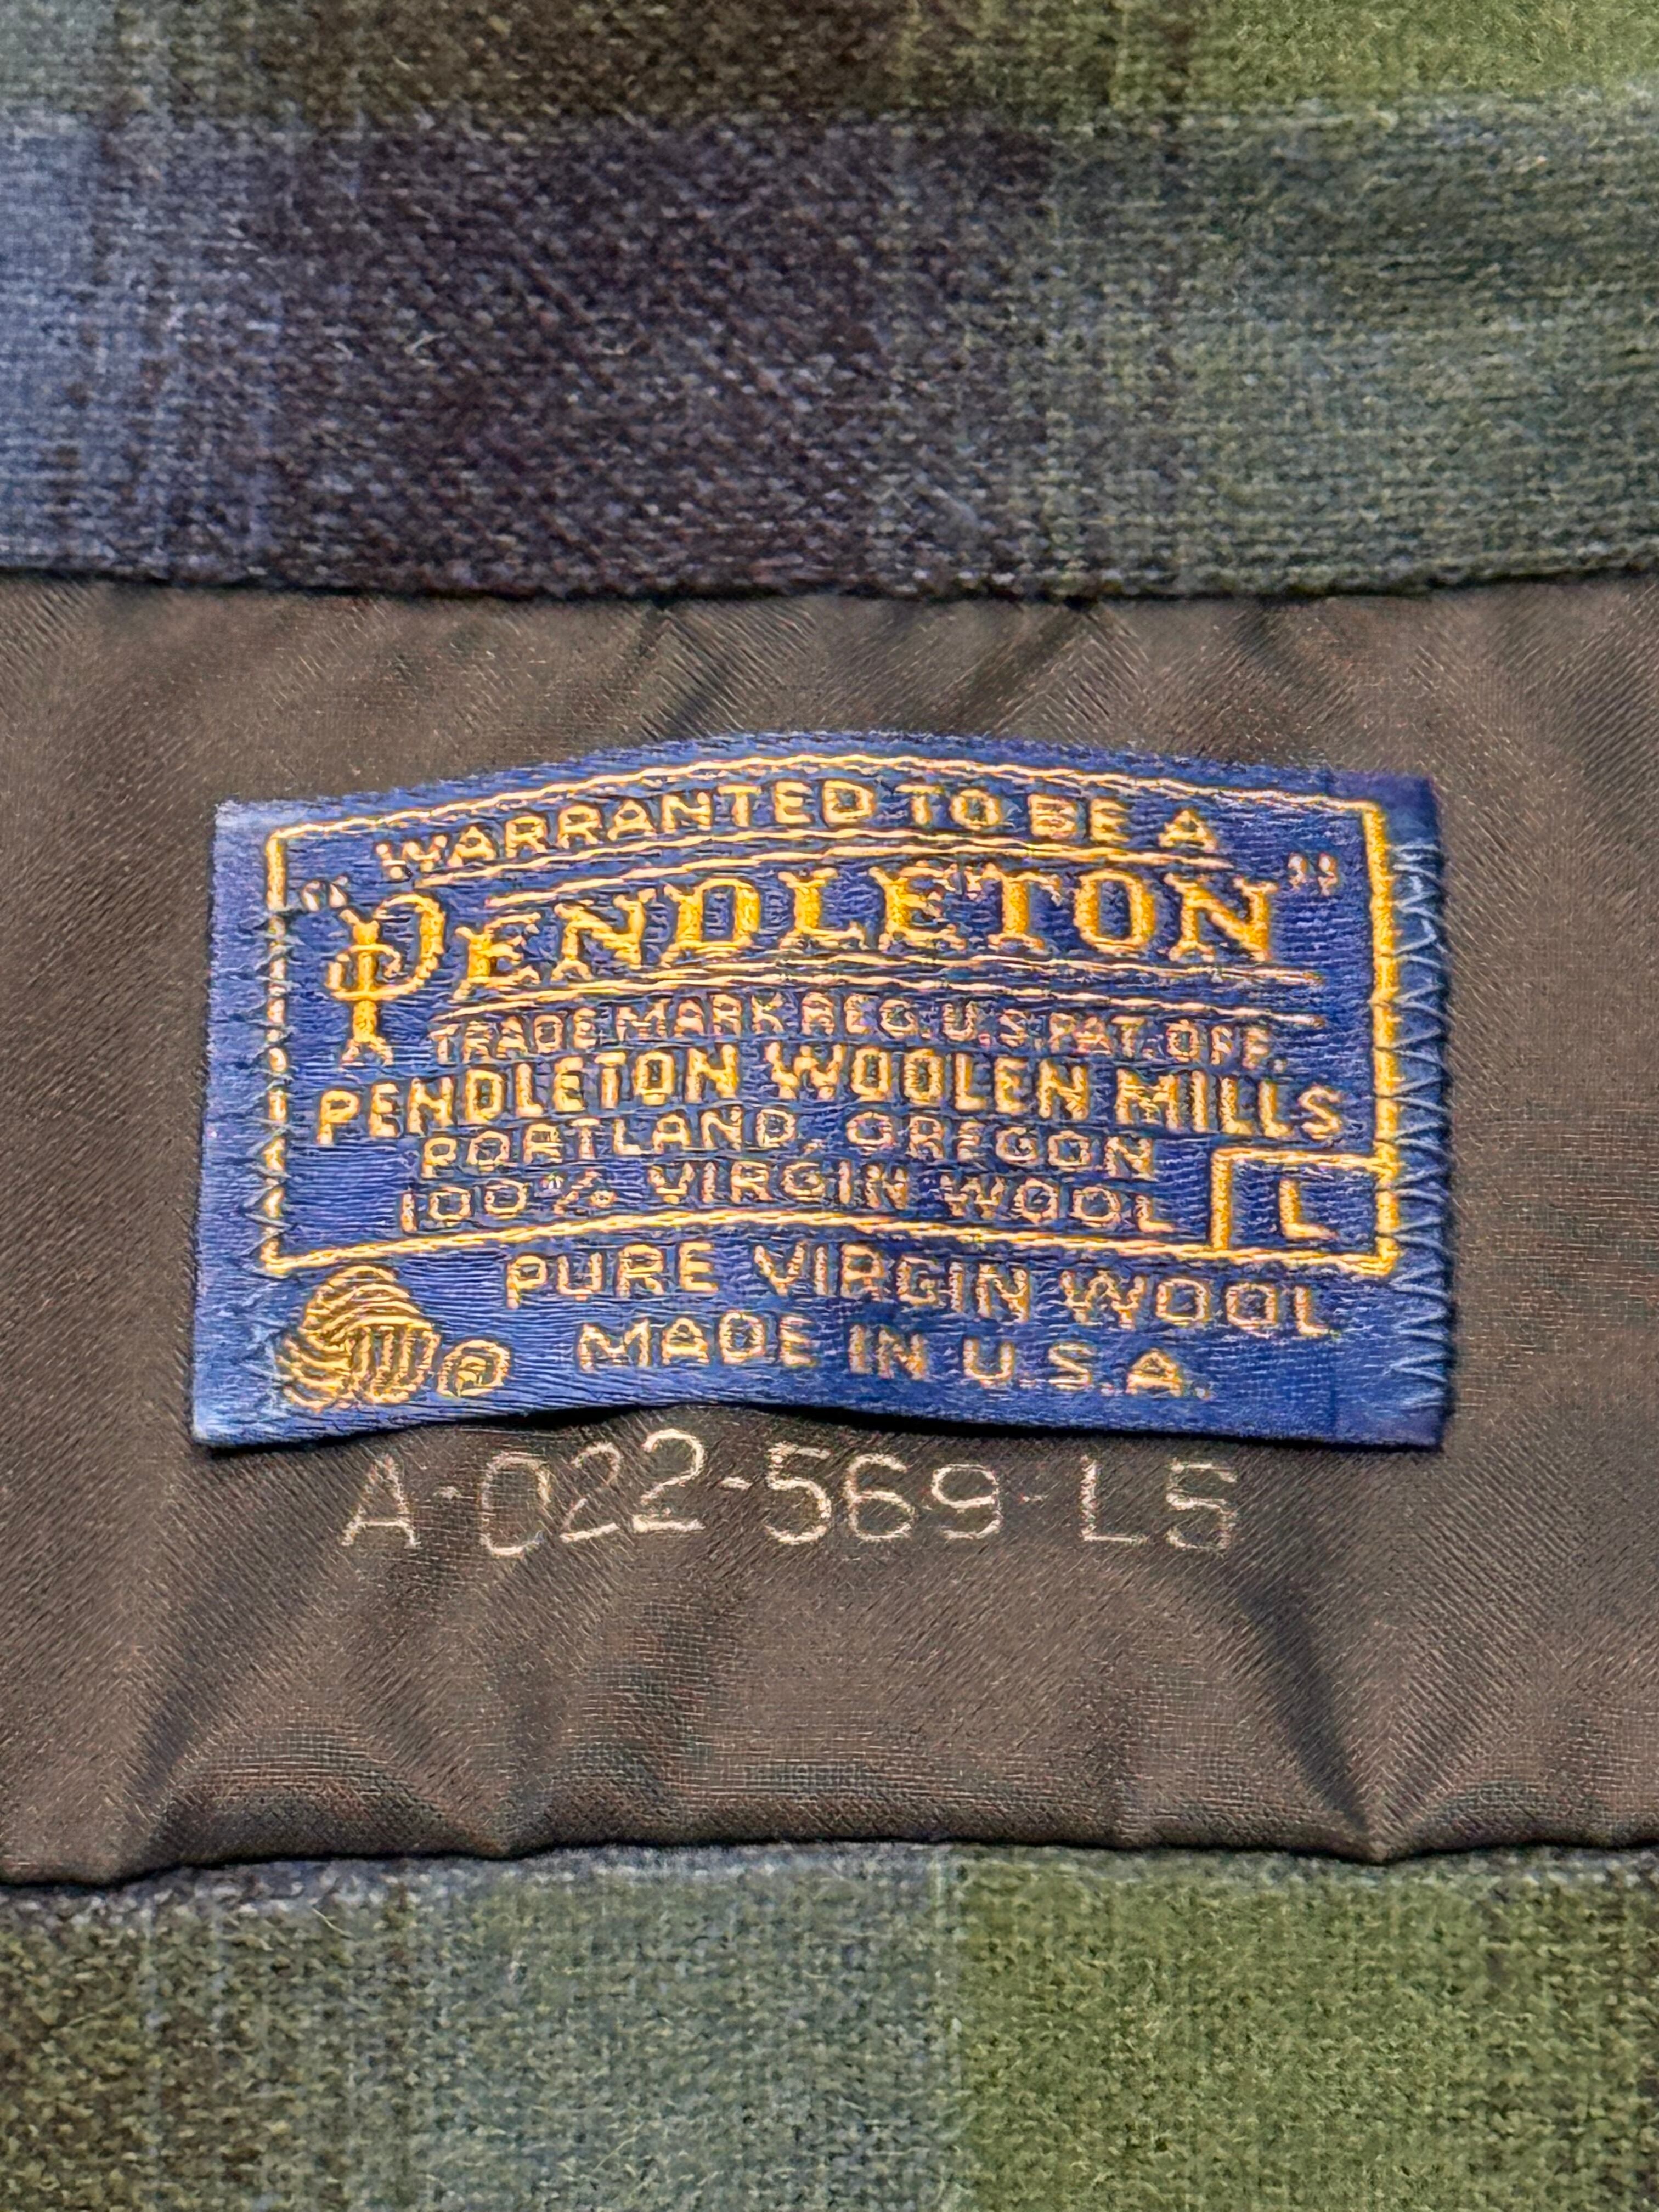 WARRANTED TO BE A
"PENDLETON"
TRADE MARK REG. U.S. PAT. OFF.
PENDLETON WOOLEN MILLS
PORTLAND, OREGON
100% VIRGIN WOOL
L
PURE VIRGIN WOOL
MADE IN U.S.A.
®
A-022-569-LS